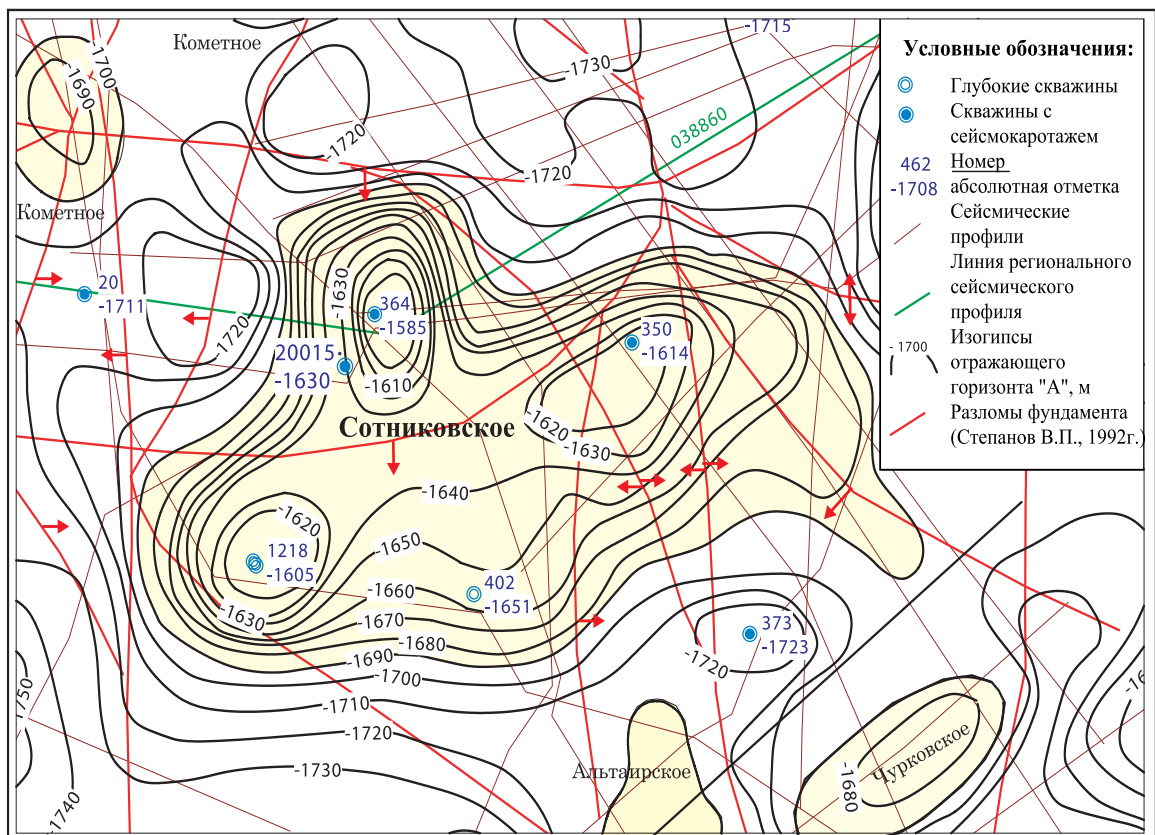 Кометное
-1700
-1690
-1715
-1730
-1720
038860
-1720
Кометное
20
-1711
-1720
-1630
364
-1585
20015
-1630
-1610
350
-1614
-1620
-1630
Сотниковское
-1640
-1620
1218
-1605
-1650
-1630
-1660
402
-1651
-1670
-1680
-1690
-1700
373
-1723
-1720
-1710
-1720
-1730
-1750
-1740
Альтаирское
Чурковское
-1680
Условные обозначения:
Глубокие скважины
Скважины с
сейсмокаротажем
462 Номер
-1708 абсолютная отметка
Сейсмические
профили
Линия регионального
сейсмического
профиля
- 1700 Изогипсы
отражающего
горизонта "А", м
Разломы фундамента
(Степанов В.П., 1992г.)